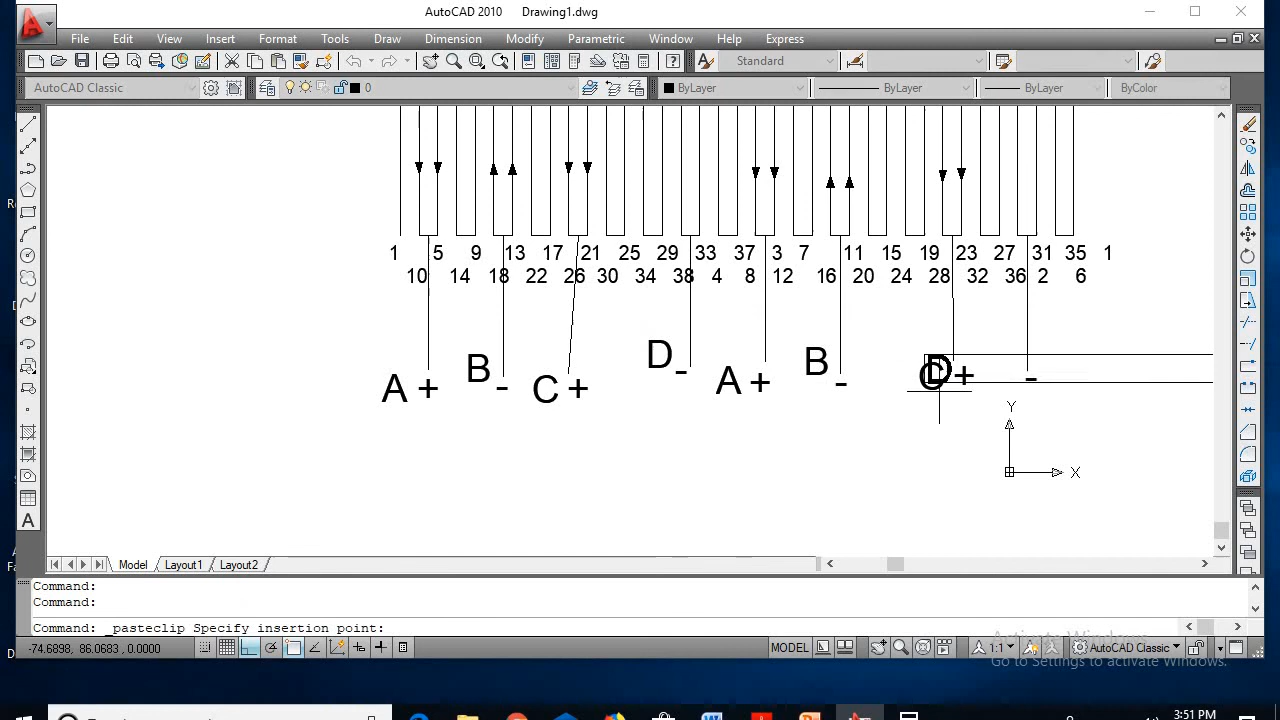 AutoCAD 2010 Drawing1.dwg
File Edit View Insert Format Tools Draw Dimension Modify Parametric Window Help Express
Standard
AutoCAD Classic 0 ByLayer ByLayer ByLayer ByColor
1 5 9 13 17 21 25 29 33 37 3 7 11 15 19 23 27 31 35 1
10 14 18 22 26 30 34 38 4 8 12 16 20 24 28 32 36 2 6
A + B - C + D - A + B - C D + -
Y
X
Model Layout1 Layout2
Command:
Command:
Command: _pasteclip Specify insertion point:
-74.6898, 86.0683, 0.0000 MODEL 1:1 AutoCAD Classic
Activate Windows
Go to Settings to activate Windows.
3:51 PM